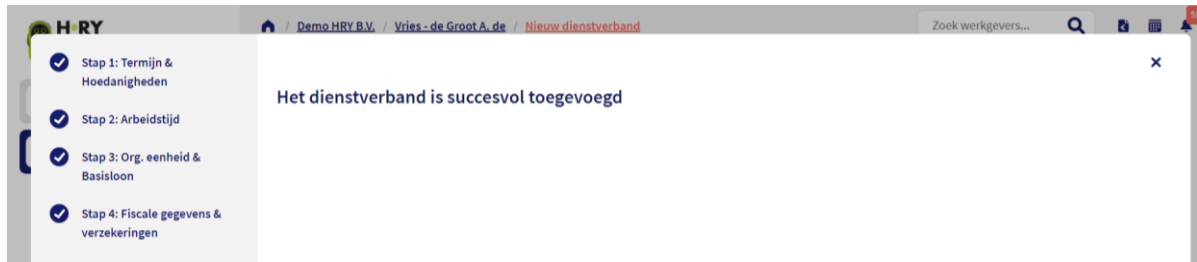 H·RY
/ Demo HRY B.V. / Vries - de Groot A. de / Nieuw dienstverband
Zoek werkgevers...
Stap 1: Termijn &
Hoedanigheden
Het dienstverband is succesvol toegevoegd
Stap 2: Arbeidstijd
Stap 3: Org. eenheid &
Basisloon
Stap 4: Fiscale gegevens &
verzekeringen